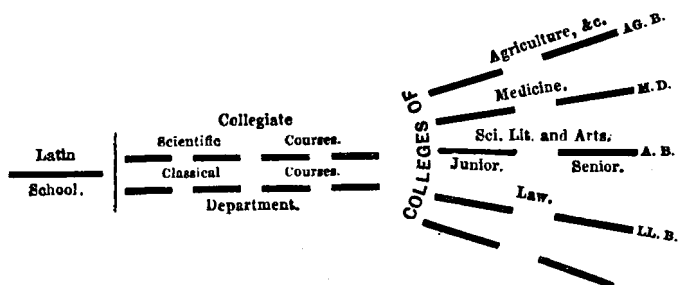 Latin
School.
Collegiate
Scientific Courses.
Classical Courses.
Department.
COLLEGES OF
Agriculture, &c. AG. B.
Medicine. M.D.
Sci. Lit. and Arts. A. B.
Junior. Senior.
Law. LL. B.